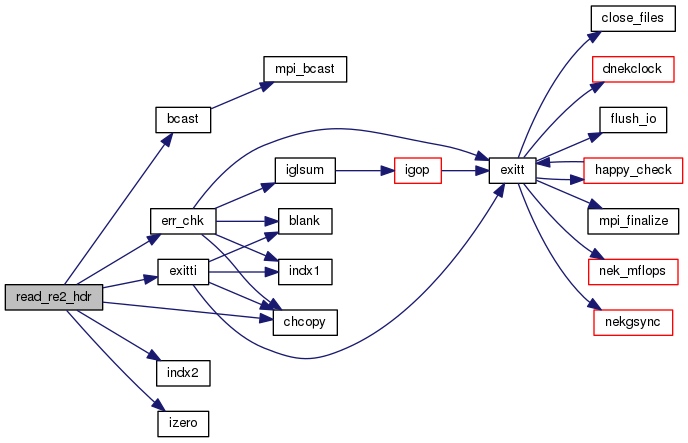 close_files
mpi_bcast
dnekclock
bcast
flush_io
iglsum
igop
exitt
happy_check
err_chk
blank
mpi_finalize
exitti
indx1
nek_mflops
read_re2_hdr
chcopy
nekgsync
indx2
izero